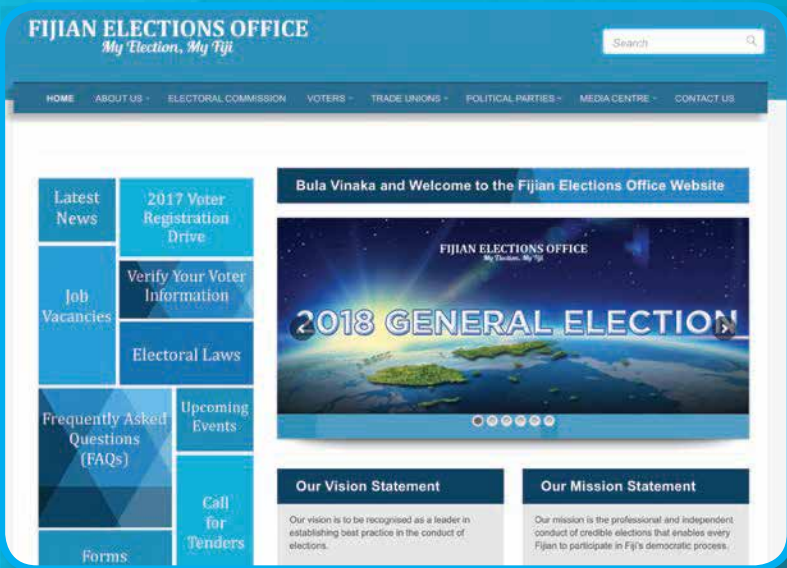 FIJIAN ELECTIONS OFFICE
My Election, My Fiji
Search
HOME ABOUT US ELECTORAL COMMISSION VOTERS TRADE UNIONS POLITICAL PARTIES MEDIA CENTRE CONTACT US
Latest
News
2017 Voter
Registration
Drive
Job
Vacancies
Verify Your Voter
Information
Electoral Laws
Frequently Asked
Questions
(FAQs)
Upcoming
Events
Call
for
Tenders
Forms
Bula Vinaka and Welcome to the Fijian Elections Office Website
FIJIAN ELECTIONS OFFICE
My Election, My Fiji
2018 GENERAL ELECTION
Our Vision Statement
Our vision is to be recognised as a leader in
establishing best practice in the conduct of
elections.
Our Mission Statement
Our mission is the professional and independent
conduct of credible elections that enables every
Fijian to participate in Fiji's democratic process.